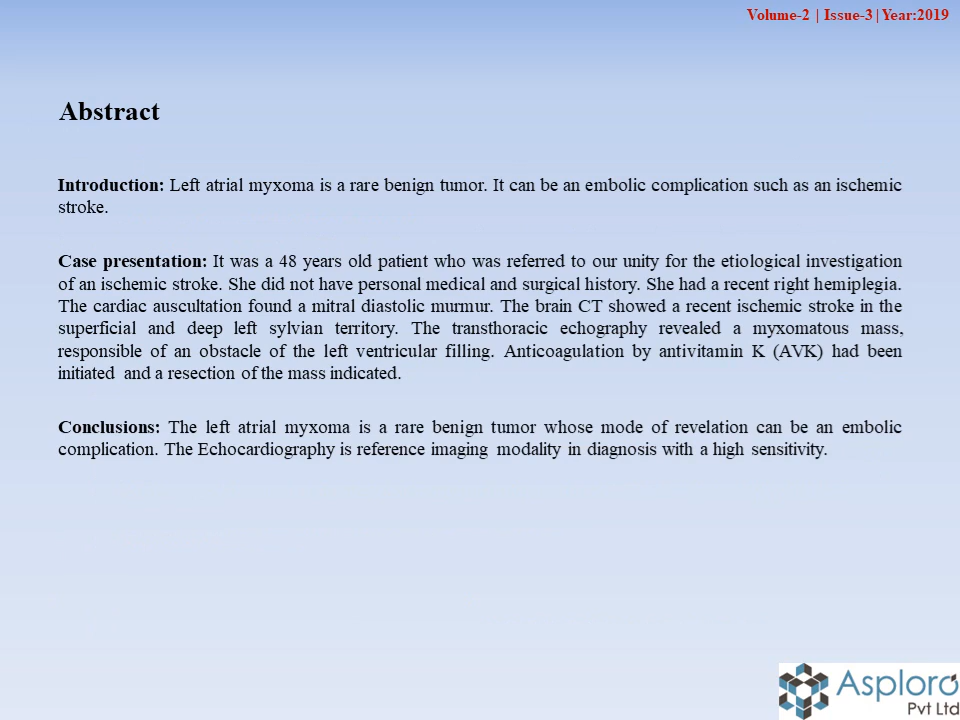 Volume-2 | Issue-3|Year:2019
Abstract
Introduction: Left atrial myxoma is a rare benign tumor. It can be an embolic complication such as an ischemic
stroke.
Case presentation: It was a 48 years old patient who was referred to our unity for the etiological investigation
of an ischemic stroke. She did not have personal medical and surgical history. She had a recent right hemiplegia.
The cardiac auscultation found a mitral diastolic murmur. The brain CT showed a recent ischemic stroke in the
superficial and deep left sylvian territory. The transthoracic echography revealed a myxomatous mass,
responsible of an obstacle of the left ventricular filling. Anticoagulation by antivitamin K (AVK) had been
initiated and a resection of the mass indicated.
Conclusions: The left atrial myxoma is a rare benign tumor whose mode of revelation can be an embolic
complication. The Echocardiography is reference imaging modality in diagnosis with a high sensitivity.
Asploro
Pvt Ltd